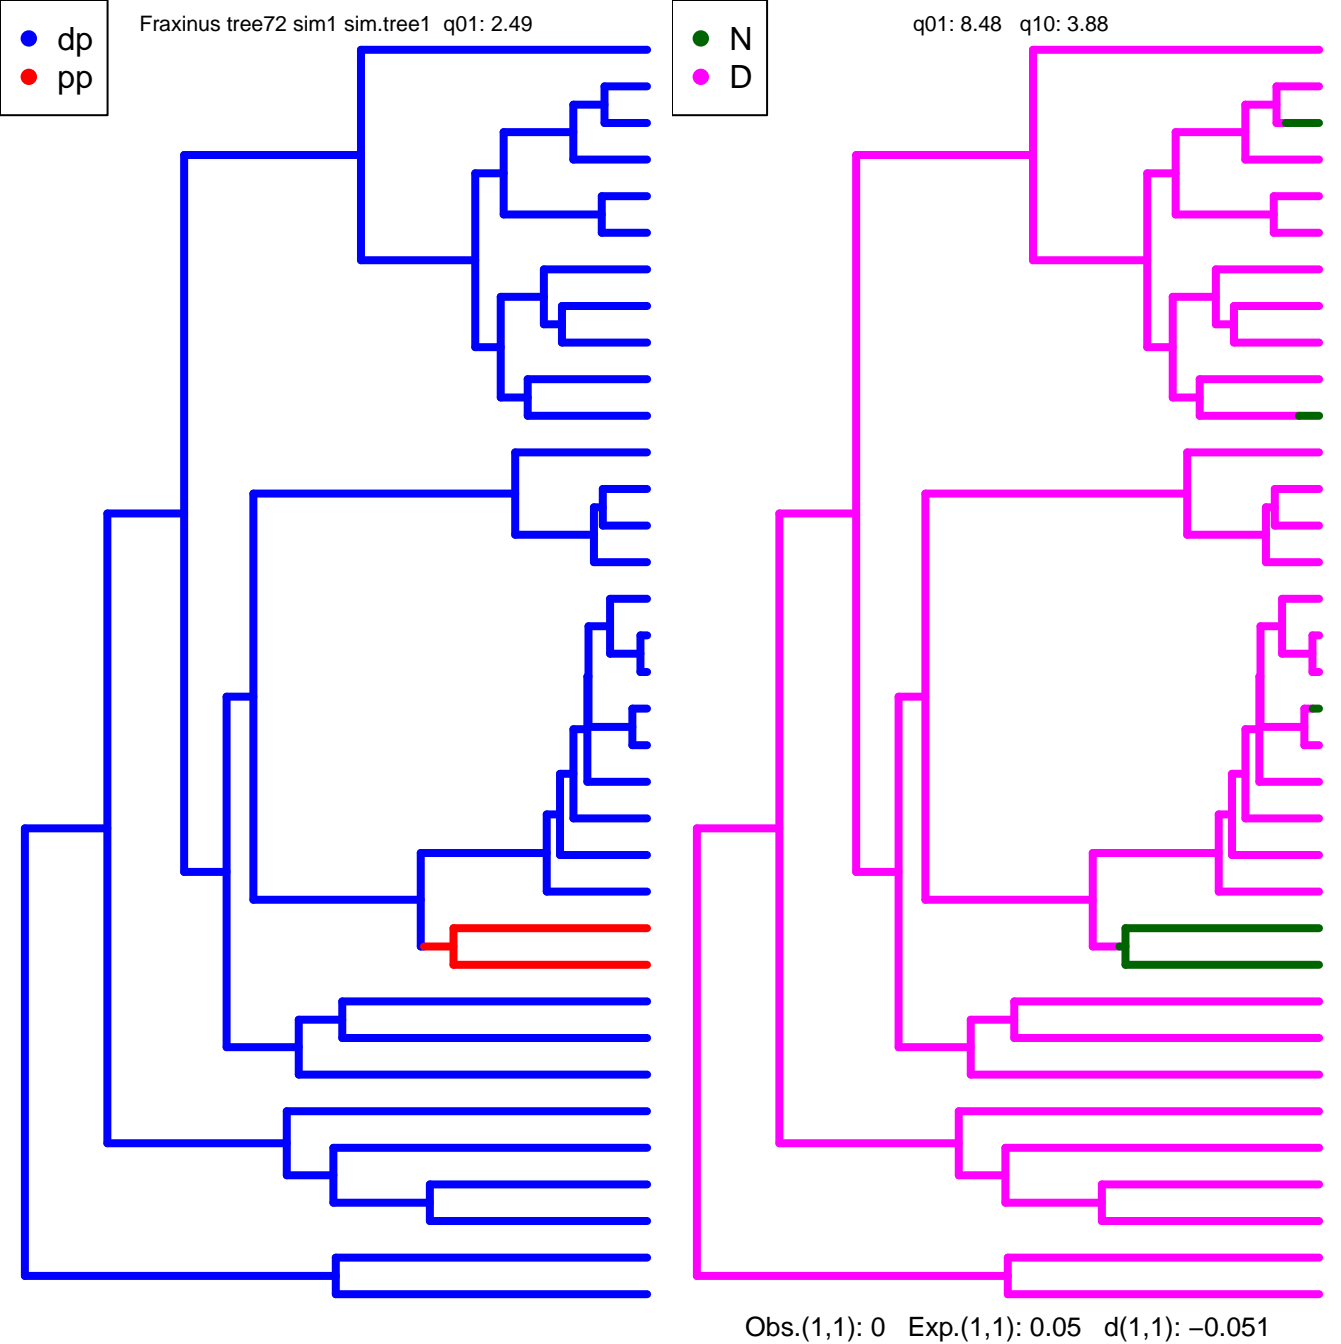 Fraxinus tree72 sim1 sim.tree1 q01: 2.49
dp
pp
q01: 8.48 q10: 3.88
N
D
Obs.(1,1): 0 Exp.(1,1): 0.05 d(1,1): −0.051